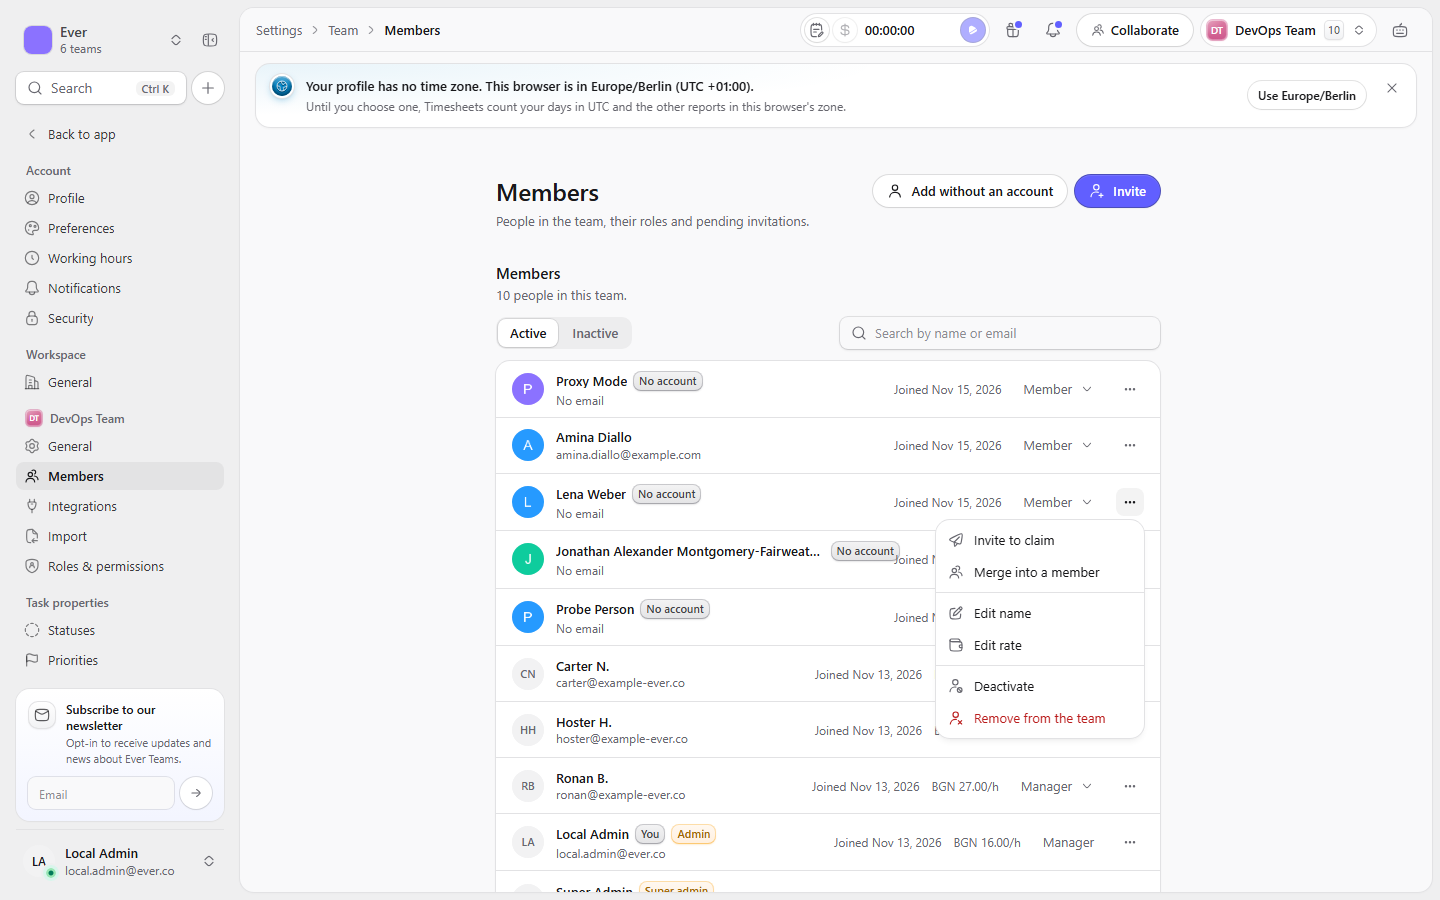 Ever
6 teams
Search
Ctrl K
Back to app
Account
Profile
Preferences
Working hours
Notifications
Security
Workspace
General
DT DevOps Team
General
Members
Integrations
Import
Roles & permissions
Task properties
Statuses
Priorities
Subscribe to our newsletter
Opt-in to receive updates and news about Ever Teams.
Email
LA
Local Admin
local.admin@ever.co
Settings
Team
Members
00:00:00
Collaborate
DT DevOps Team 10
Your profile has no time zone. This browser is in Europe/Berlin (UTC +01:00).
Until you choose one, Timesheets count your days in UTC and the other reports in this browser's zone.
Use Europe/Berlin
Members
People in the team, their roles and pending invitations.
Add without an account
Invite
Members
10 people in this team.
Active
Inactive
Search by name or email
P Proxy Mode No account
No email
Joined Nov 15, 2026 Member
A Amina Diallo
amina.diallo@example.com
Joined Nov 15, 2026 Member
L Lena Weber No account
No email
Joined Nov 15, 2026 Member
J Jonathan Alexander Montgomery-Fairweat... No account
No email
Joined
P Probe Person No account
No email
Joined
CN Carter N.
carter@example-ever.co
Joined Nov 13, 2026
HH Hoster H.
hoster@example-ever.co
Joined Nov 13, 2026
RB Ronan B.
ronan@example-ever.co
Joined Nov 13, 2026 BGN 27.00/h Manager
LA Local Admin You Admin
local.admin@ever.co
Joined Nov 13, 2026 BGN 16.00/h Manager
Super Admin Super admin
Invite to claim
Merge into a member
Edit name
Edit rate
Deactivate
Remove from the team